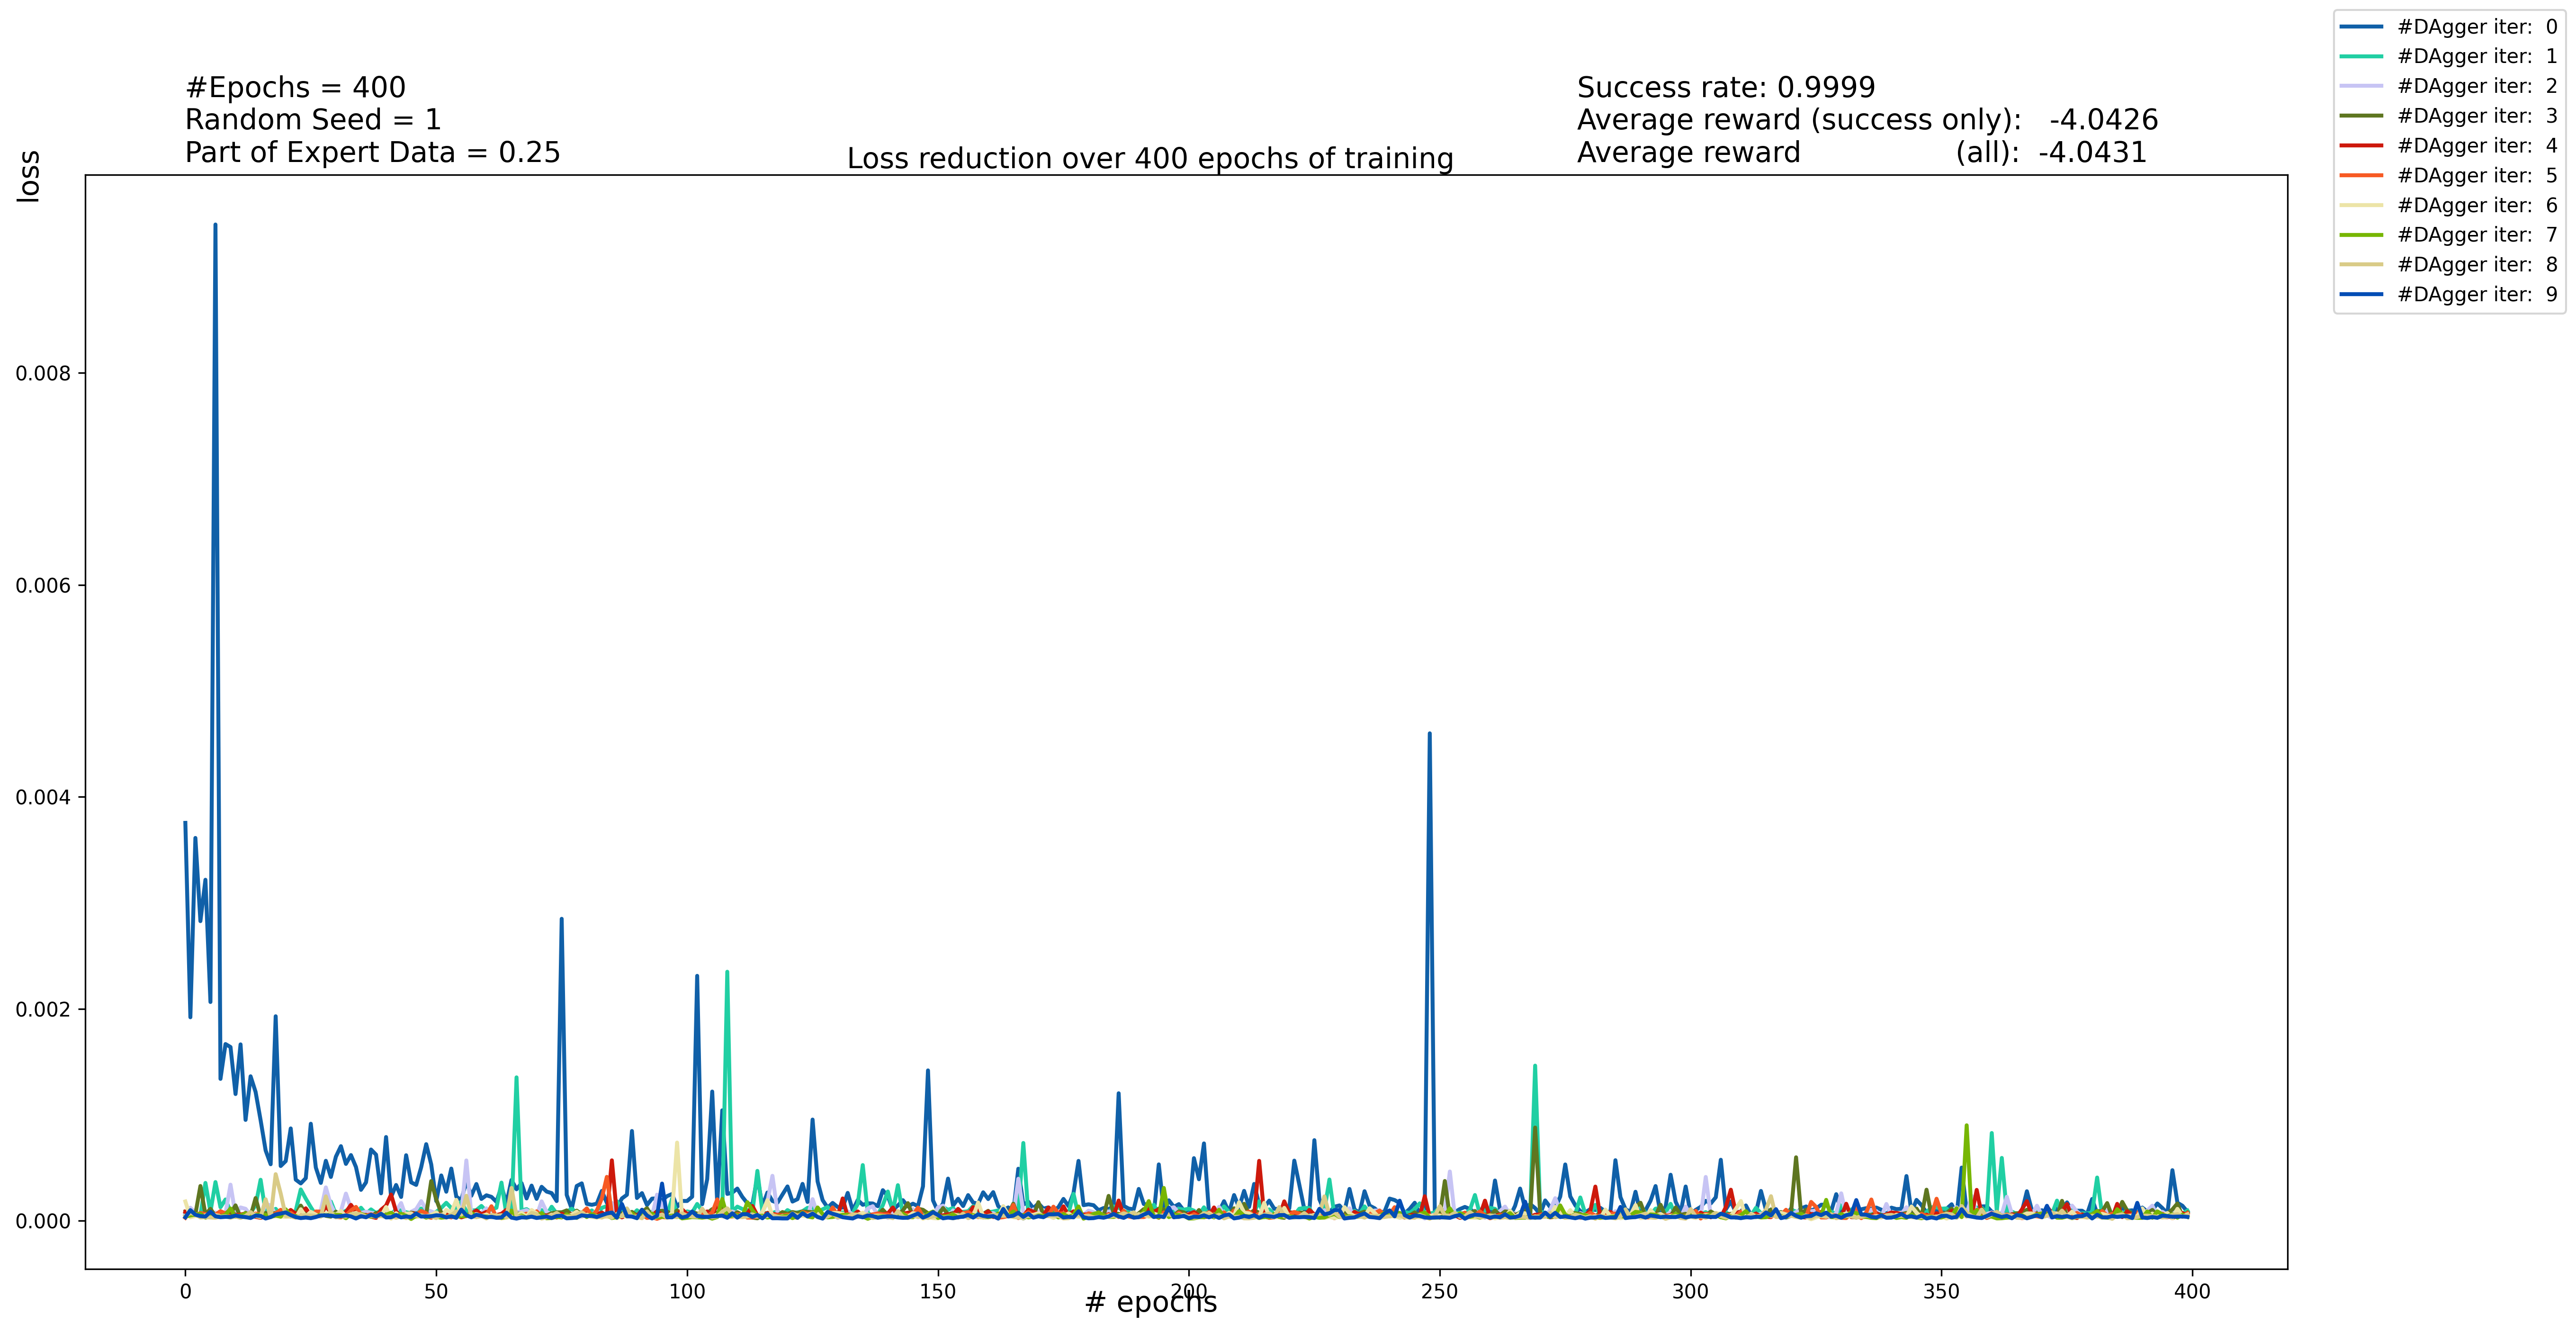 #Epochs = 400
Random Seed = 1
Part of Expert Data = 0.25
Success rate: 0.9999
Average reward (success only): -4.0426
Average reward (all): -4.0431
Loss reduction over 400 epochs of training
loss
0.008
0.006
0.004
0.002
0.000
0 50 100 150 200 250 300 350 400
# epochs
#DAgger iter: 0
#DAgger iter: 1
#DAgger iter: 2
#DAgger iter: 3
#DAgger iter: 4
#DAgger iter: 5
#DAgger iter: 6
#DAgger iter: 7
#DAgger iter: 8
#DAgger iter: 9